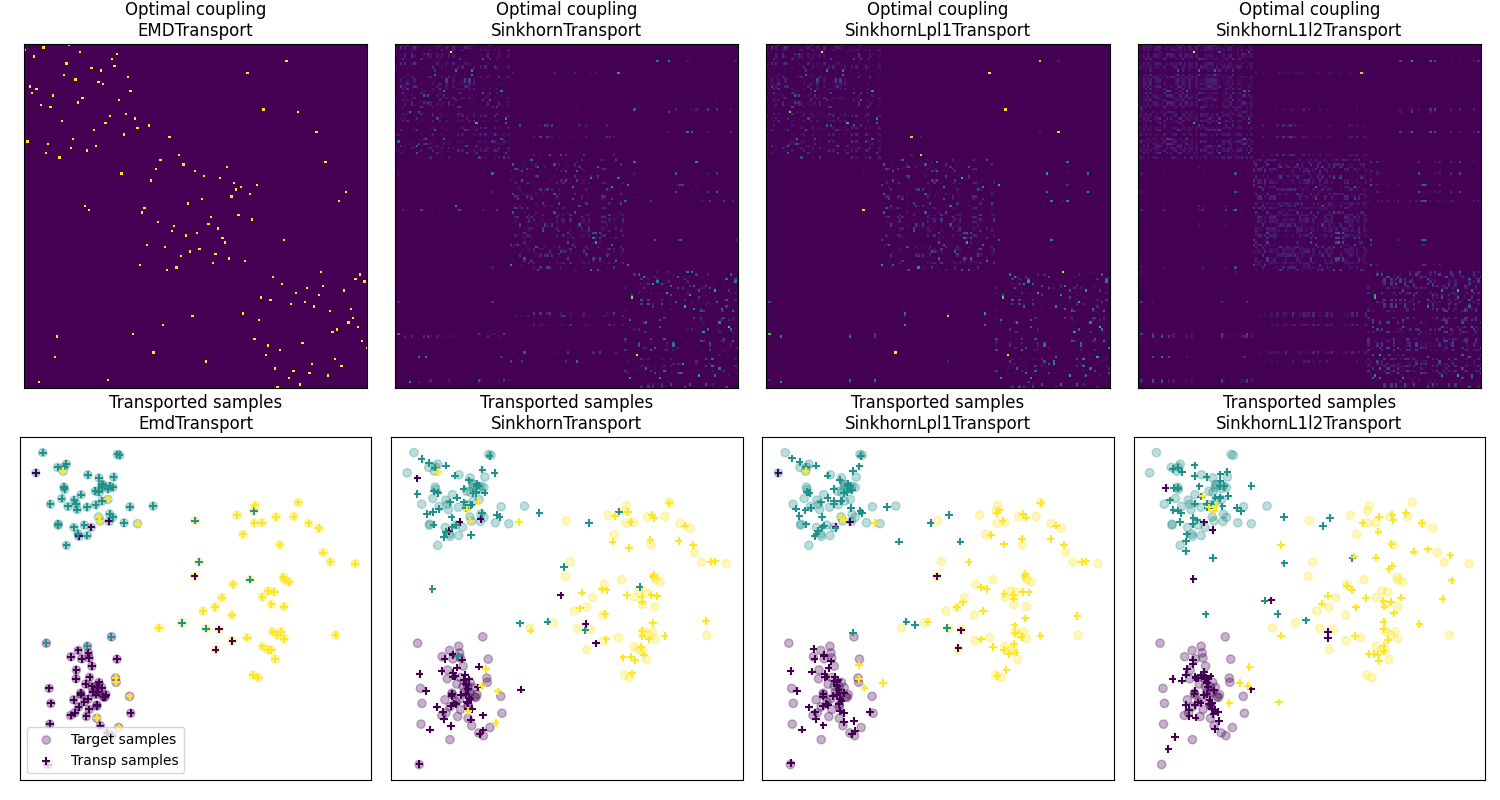 Optimal coupling
EMDTransport
Optimal coupling
SinkhornTransport
Optimal coupling
SinkhornLpl1Transport
Optimal coupling
SinkhornL1l2Transport
Transported samples
EmdTransport
Transported samples
SinkhornTransport
Transported samples
SinkhornLpl1Transport
Transported samples
SinkhornL1l2Transport
Target samples
Transp samples